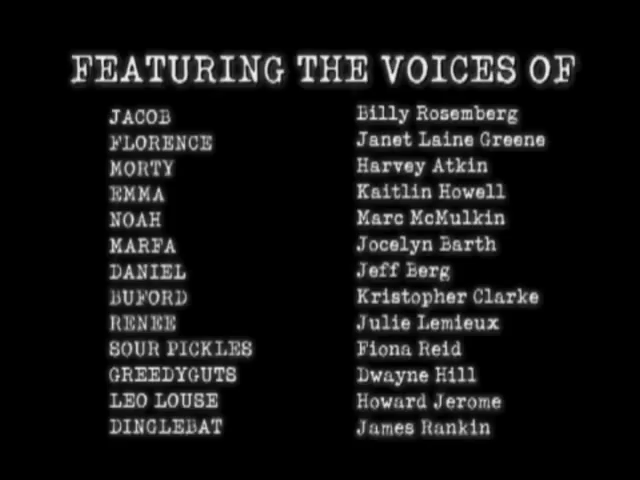 FEATURING THE VOICES OF
JACOB Billy Rosemberg
FLORENCE Janet Laine Greene
MORTY Harvey Atkin
EMMA Kaitlin Howell
NOAH Marc McMulkin
MARFA Jocelyn Barth
DANIEL Jeff Berg
BUFORD Kristopher Clarke
RENEE Julie Lemieux
SOUR PICKLES Fiona Reid
GREEDYGUTS Dwayne Hill
LEO LOUSE Howard Jerome
DINGLEBAT James Rankin